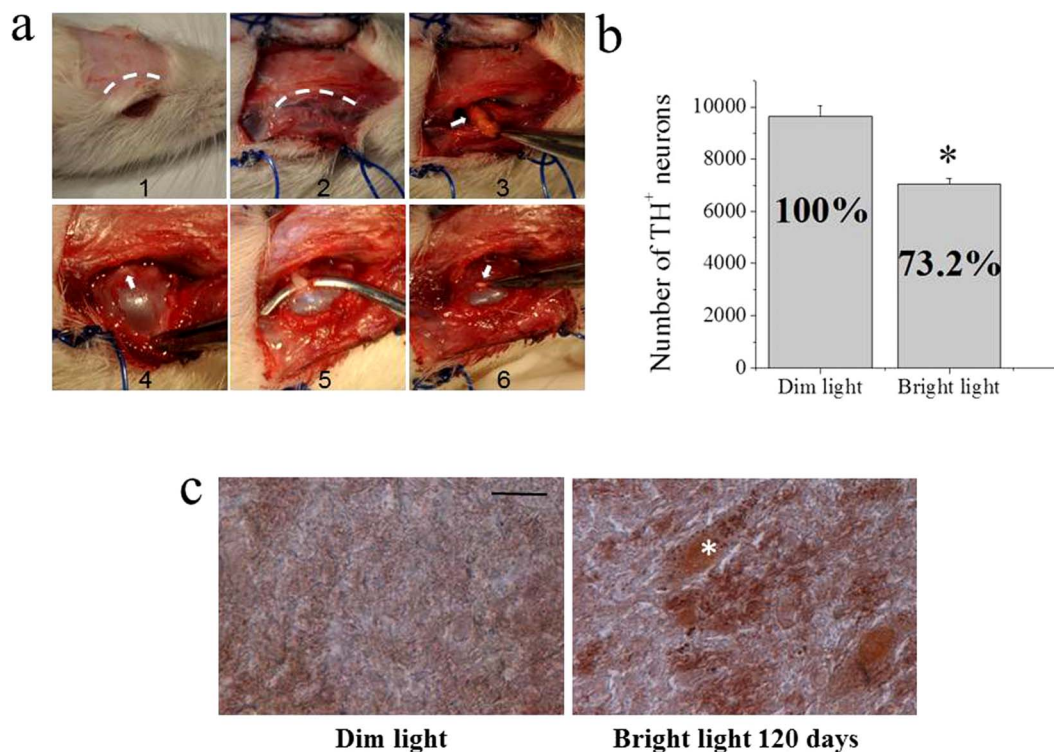 a
1
2
3
4
5
6
b
Number of TH⁺ neurons
10000
8000
6000
4000
2000
0
100%
*
73.2%
Dim light
Bright light
c
*
Dim light
Bright light 120 days